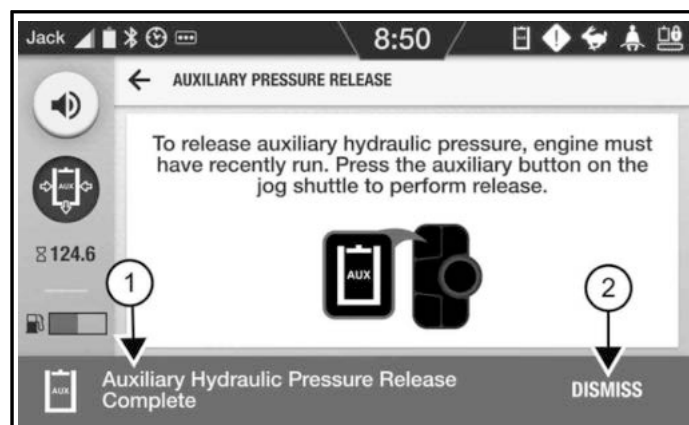 Jack 8:50
AUXILIARY PRESSURE RELEASE
To release auxiliary hydraulic pressure, engine must
have recently run. Press the auxiliary button on the
jog shuttle to perform release.
AUX
AUX
124.6
1
2
AUX
Auxiliary Hydraulic Pressure Release
Complete
DISMISS